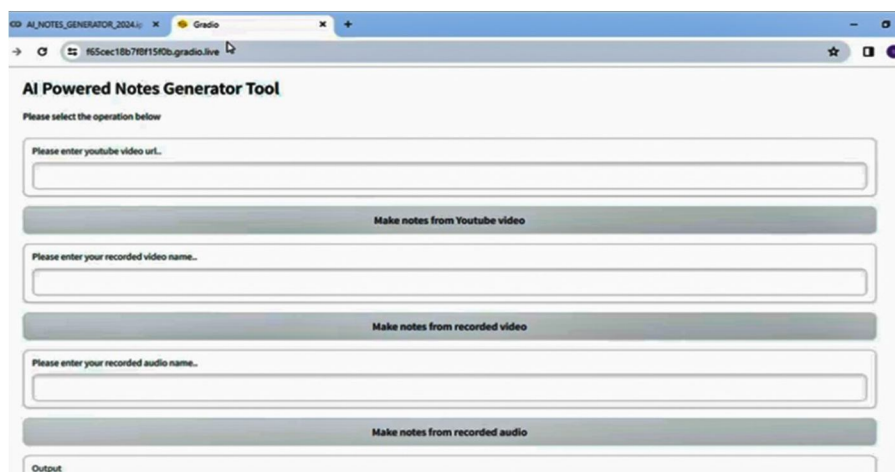 AI_NOTES_GENERATOR_2024.ip
Gradio
f65cec18b7f8f15f0b.gradio.live
AI Powered Notes Generator Tool
Please select the operation below
Please enter youtube video url..
Make notes from Youtube video
Please enter your recorded video name..
Make notes from recorded video
Please enter your recorded audio name..
Make notes from recorded audio
Output